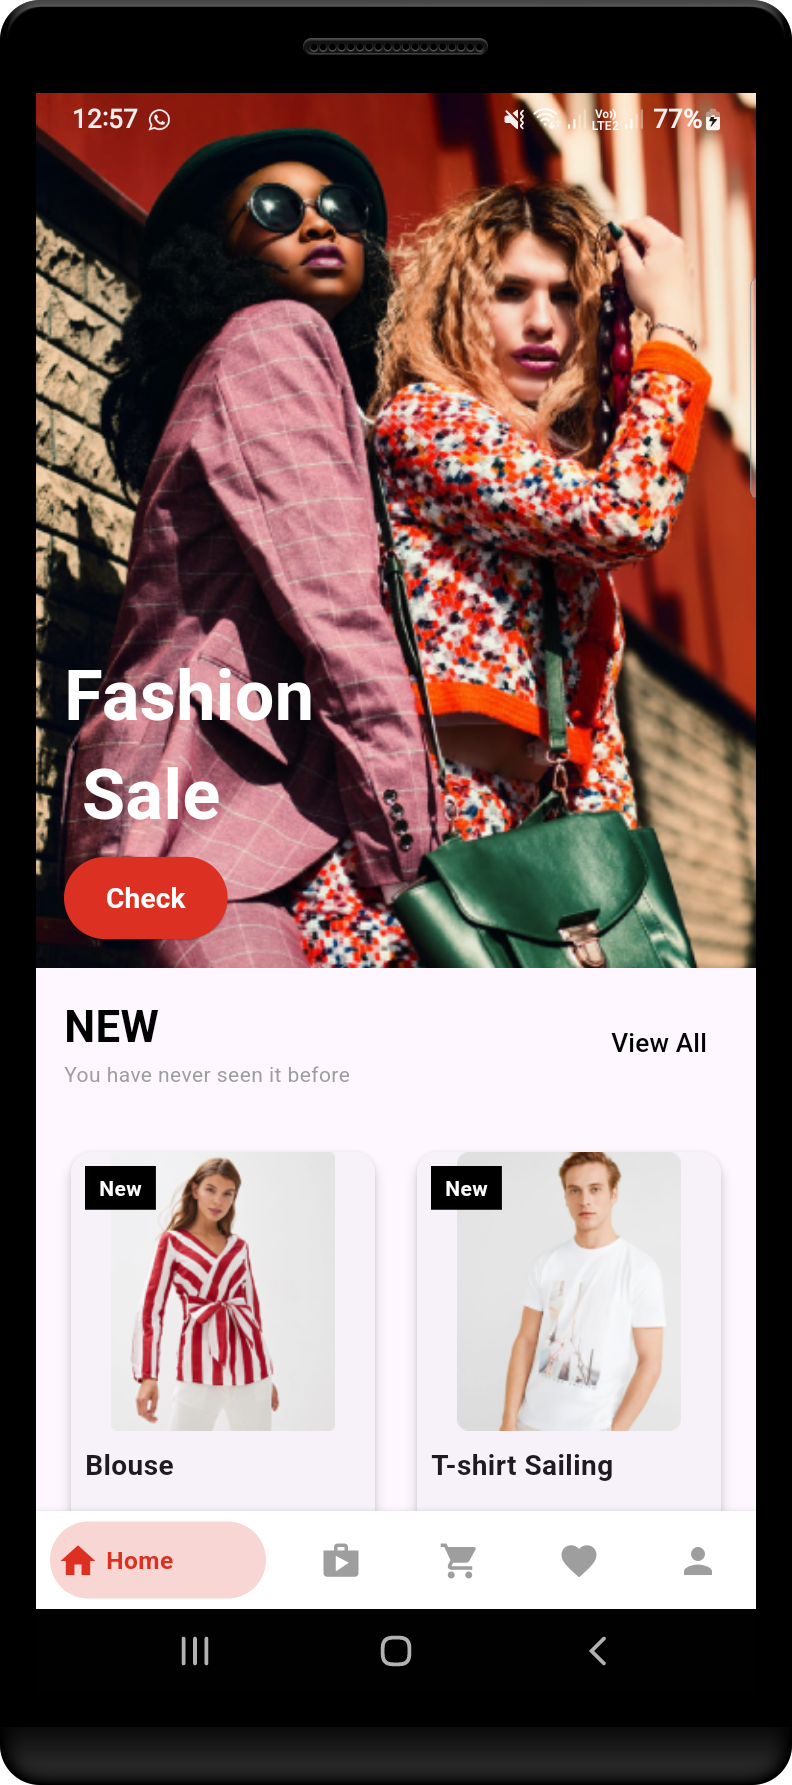 12:57
Vo))
LTE2
77%
Fashion
Sale
Check
NEW
View All
You have never seen it before
New
New
Blouse
T-shirt Sailing
Home